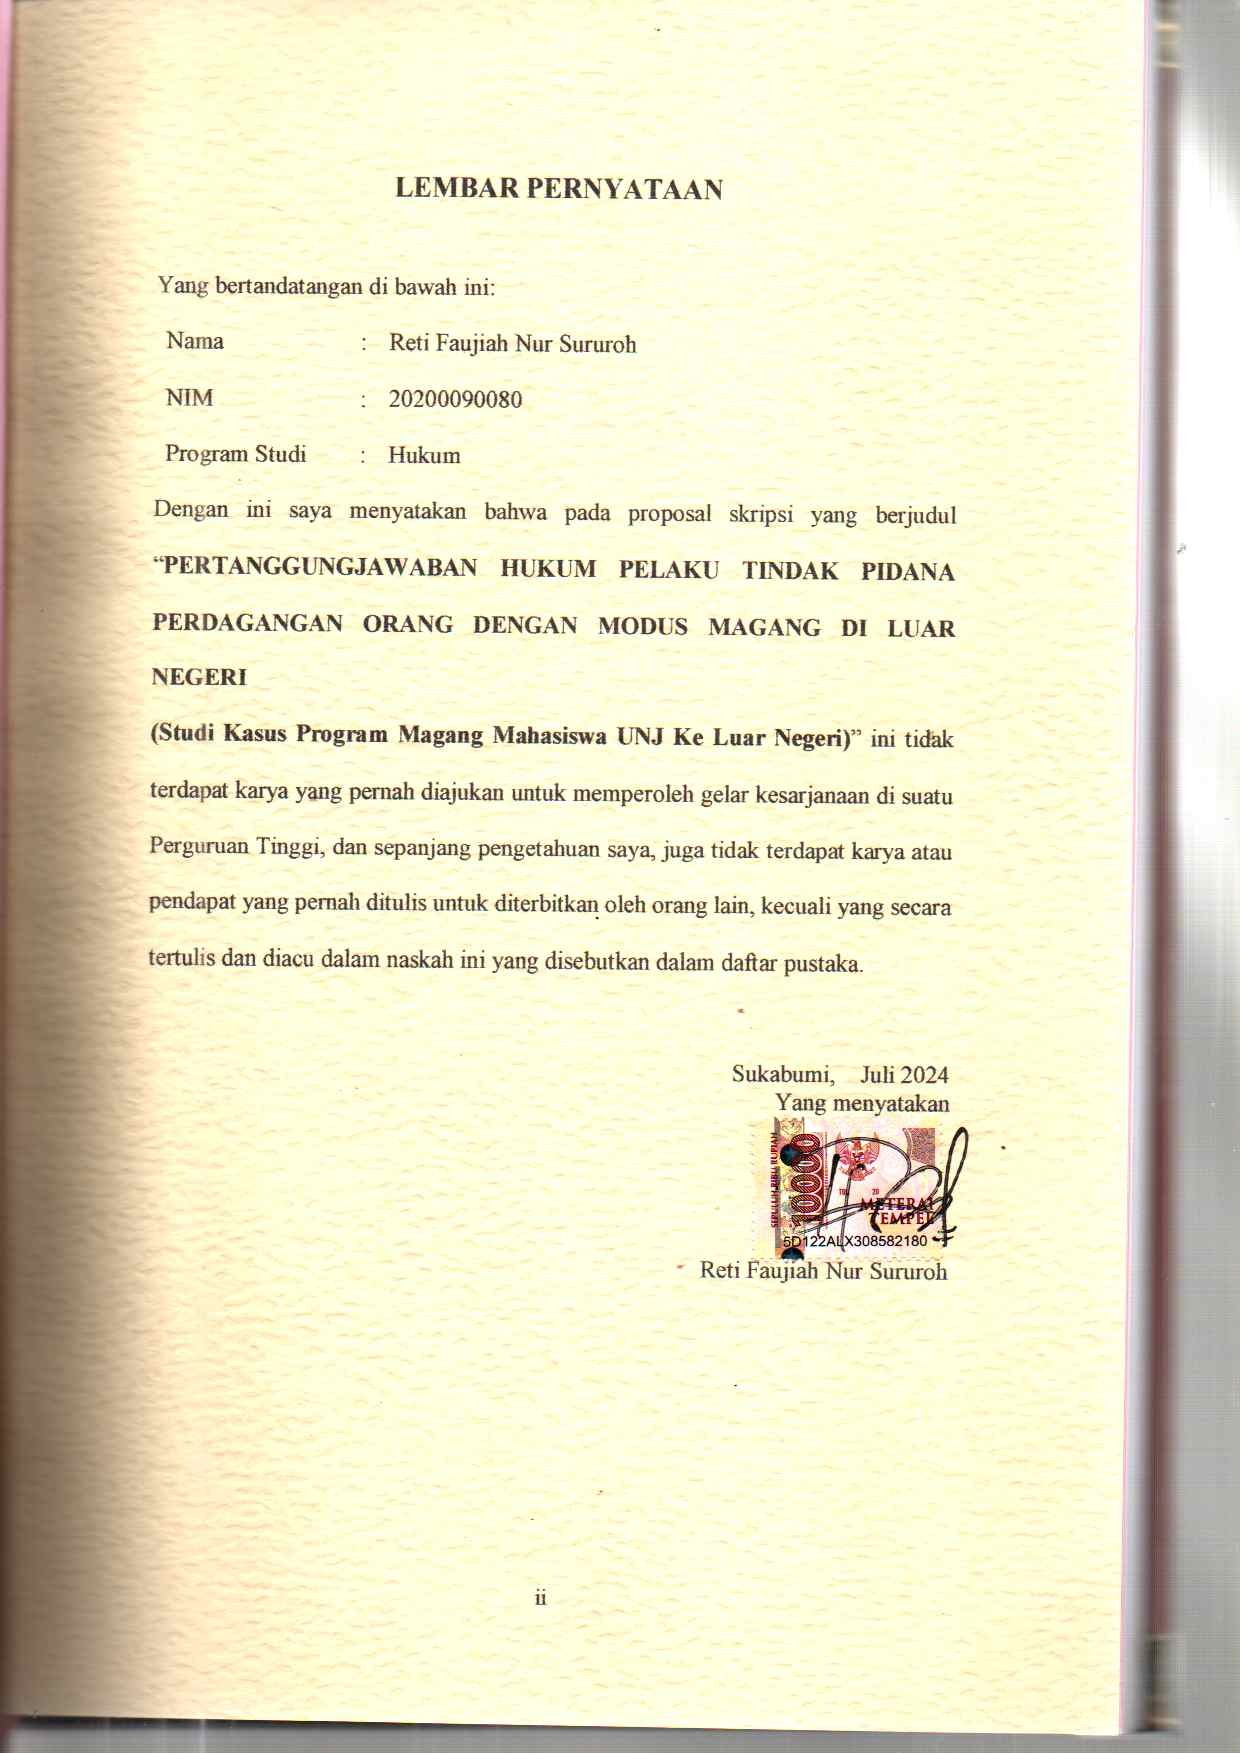 LEMBAR PERNYATAAN
Yang bertandatangan di bawah ini:
Nama : Reti Faujiah Nur Sururoh
NIM : 20200090080
Program Studi : Hukum
Dengan ini saya menyatakan bahwa pada proposal skripsi yang berjudul
“PERTANGGUNGJAWABAN HUKUM PELAKU TINDAK PIDANA
PERDAGANGAN ORANG DENGAN MODUS MAGANG DI LUAR
NEGERI
(Studi Kasus Program Magang Mahasiswa UNJ Ke Luar Negeri)” ini tidak
terdapat karya yang pernah diajukan untuk memperoleh gelar kesarjanaan di suatu
Perguruan Tinggi, dan sepanjang pengetahuan saya, juga tidak terdapat karya atau
pendapat yang pernah ditulis untuk diterbitkan oleh orang lain, kecuali yang secara
tertulis dan diacu dalam naskah ini yang disebutkan dalam daftar pustaka.
Sukabumi, Juli 2024
Yang menyatakan
SEPULUH RIBU RUPIAH
10000
20
METERAI
TEMPEL
5D122ALX308582180
Reti Faujiah Nur Sururoh
ii